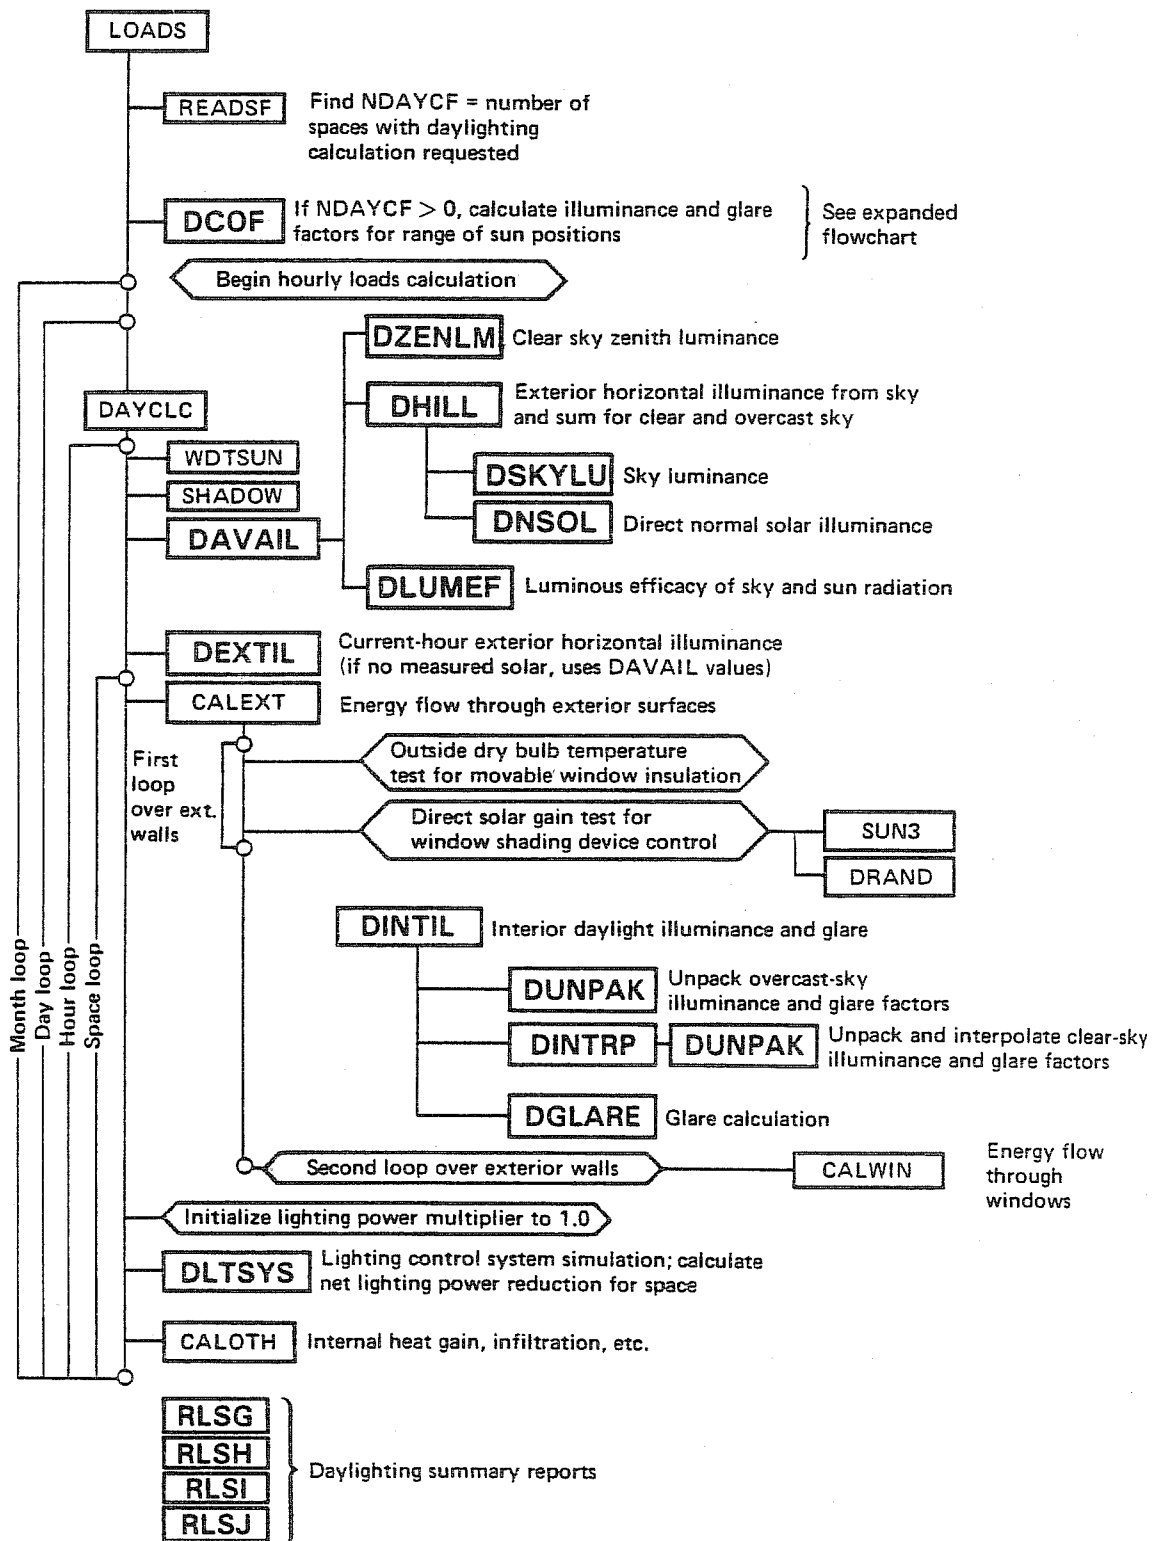 LOADS
READSF
Find NDAYCF = number of
spaces with daylighting
calculation requested
DCOF
If NDAYCF > 0, calculate illuminance and glare
factors for range of sun positions
See expanded
flowchart
Begin hourly loads calculation
DZENLM
Clear sky zenith luminance
DAYCLC
DHILL
Exterior horizontal illuminance from sky
and sum for clear and overcast sky
WDTSUN
SHADOW
DSKYLU
Sky luminance
DNSOL
Direct normal solar illuminance
DAVAIL
DLUMEF
Luminous efficacy of sky and sun radiation
DEXTIL
Current-hour exterior horizontal illuminance
(if no measured solar, uses DAVAIL values)
CALEXT
Energy flow through exterior surfaces
First
loop
over ext.
walls
Outside dry bulb temperature
test for movable window insulation
Direct solar gain test for
window shading device control
SUN3
DRAND
DINTIL
Interior daylight illuminance and glare
DUNPAK
Unpack overcast-sky
illuminance and glare factors
DINTRP
DUNPAK
Unpack and interpolate clear-sky
illuminance and glare factors
DGLARE
Glare calculation
Month loop
Day loop
Hour loop
Space loop
Second loop over exterior walls
CALWIN
Energy flow
through
windows
Initialize lighting power multiplier to 1.0
DLTSYS
Lighting control system simulation; calculate
net lighting power reduction for space
CALOTH
Internal heat gain, infiltration, etc.
RLSG
RLSH
RLSI
RLSJ
Daylighting summary reports